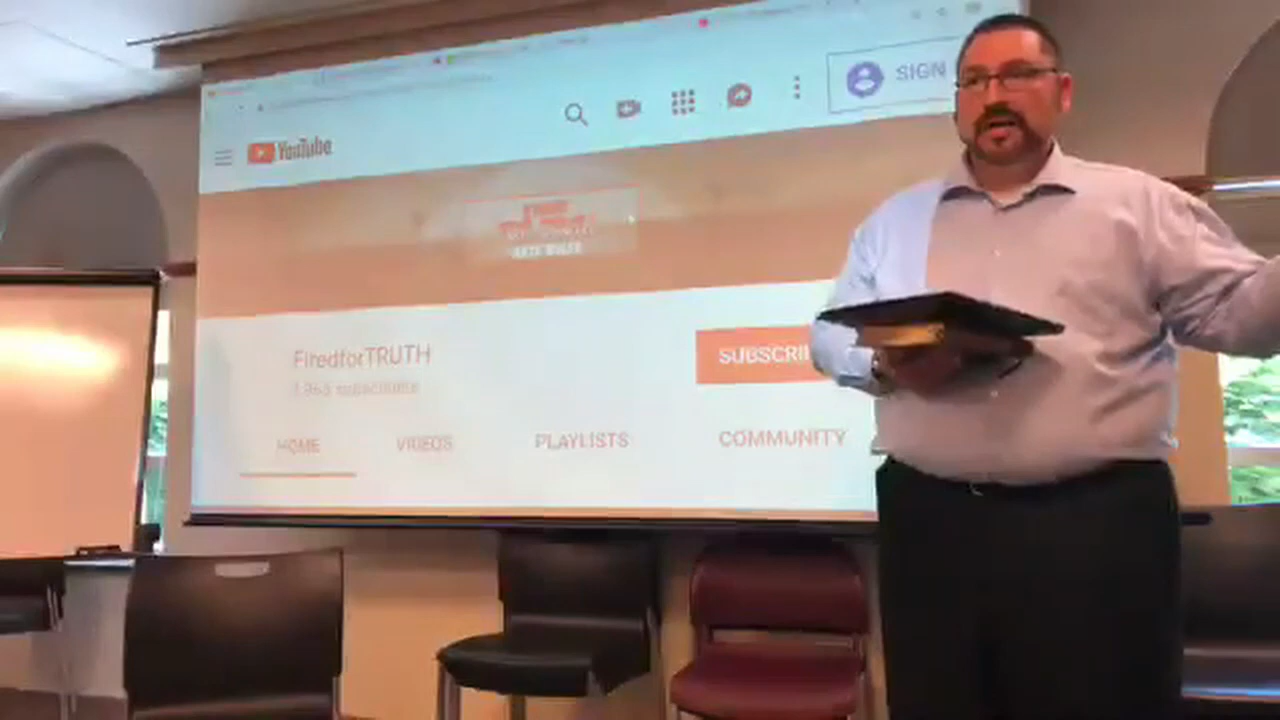 SIGN
YouTube
FIredforTRUTH
SUBSCRI
HOME
VIDEOS
PLAYLISTS
COMMUNITY